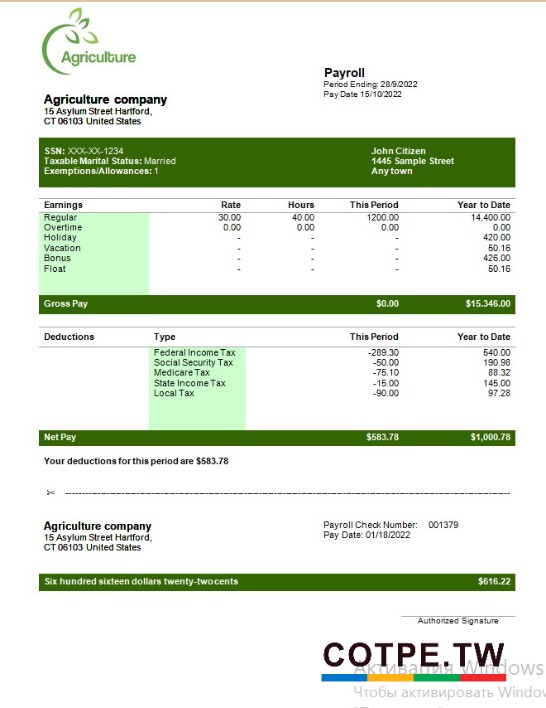 Agriculture
Payroll
Period Ending: 28/9/2022
Pay Date 15/10/2022
Agriculture company
15 Asylum Street Hartford,
CT 06103 United States
SSN: XXX-XX-1234
Taxable Marital Status: Married
Exemptions/Allowances: 1
John Citizen
1445 Sample Street
Any town
Earnings Rate Hours This Period Year to Date
Regular 30.00 40.00 1200.00 14,400.00
Overtime 0.00 0.00 0.00 0.00
Holiday - - - 420.00
Vacation - - - 50.16
Bonus - - - 426.00
Float - - - 50.16
Gross Pay $0.00 $15.346.00
Deductions Type This Period Year to Date
Federal Income Tax -289.30 540.00
Social Security Tax -50.00 190.98
Medicare Tax -75.10 88.32
State Income Tax -15.00 145.00
Local Tax -90.00 97.28
Net Pay $583.78 $1,000.78
Your deductions for this period are $583.78
Agriculture company
15 Asylum Street Hartford,
CT 06103 United States
Payroll Check Number: 001379
Pay Date: 01/18/2022
Six hundred sixteen dollars twenty-two cents $616.22
Authorized Signature
COTPE.TW
Активация Windows
Чтобы активировать Window